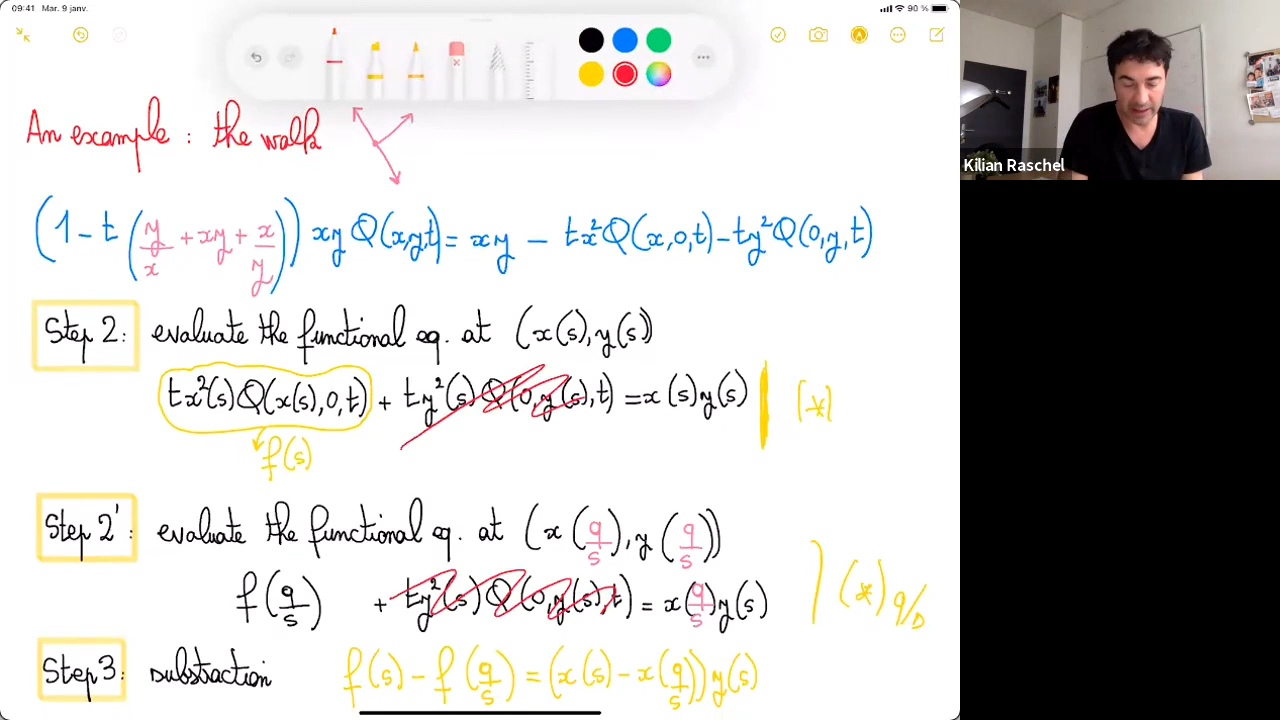 09:41 Mar. 9 janv.
90 %
Kilian Raschel
An example : the walk
(1 - t (y/x + xy + x/y)) xy Q(x,y,t) = xy - tx²Q(x,0,t) - ty²Q(0,y,t)
Step 2: evaluate the functional eq. at (x(s), y(s))
tx²(s)Q(x(s),0,t) + ty²(s)Q(0,y(s),t) = x(s)y(s) (*)
f(s)
Step 2': evaluate the functional eq. at (x(q/s), y(q/s))
f(q/s) + ty²(s)Q(0,y(s),t) = x(q/s)y(s) (*) q/s
Step 3: substraction f(s) - f(q/s) = (x(s) - x(q/s))y(s)